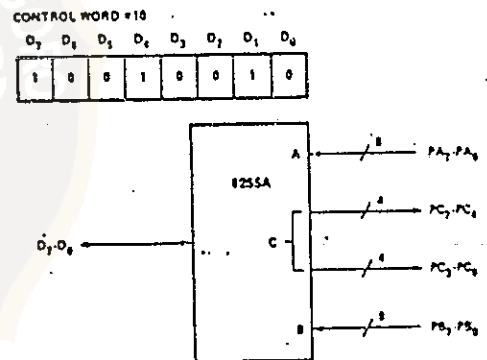 CONTROL WORD #10
D7 D6 D5 D4 D3 D2 D1 D0
1 0 0 1 0 0 1 0
A
8
PA7-PA0
8255A
4
PC7-PC4
D7-D0
C
4
PC3-PC0
B
8
PB7-PB0